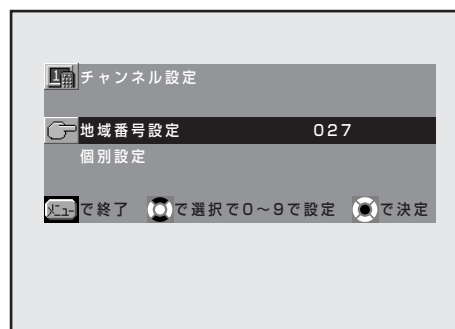 1 チャンネル設定
地域番号設定 027
個別設定
メニューで終了 で選択で0〜9で設定 で決定